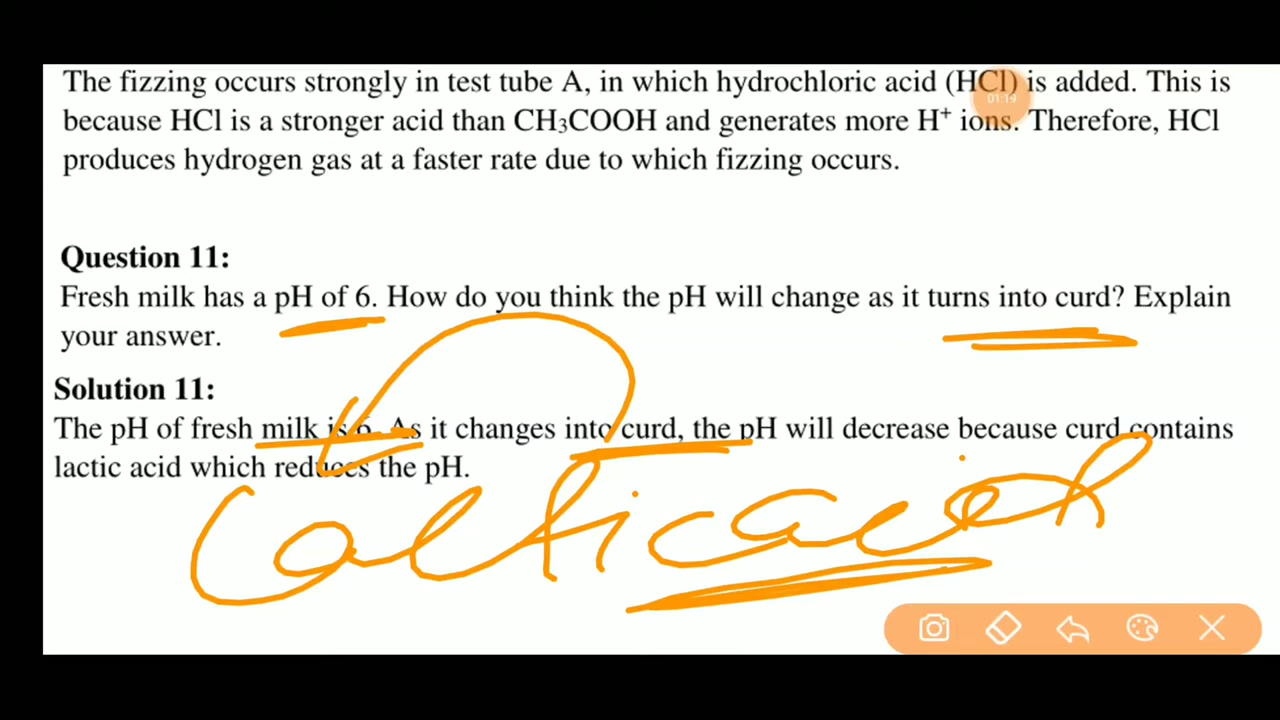 The fizzing occurs strongly in test tube A, in which hydrochloric acid (HCl) is added. This is
01:19
because HCl is a stronger acid than CH₃COOH and generates more H⁺ ions. Therefore, HCl
produces hydrogen gas at a faster rate due to which fizzing occurs.
Question 11:
Fresh milk has a pH of 6. How do you think the pH will change as it turns into curd? Explain
your answer.
Solution 11:
The pH of fresh milk is 6. As it changes into curd, the pH will decrease because curd contains
lactic acid which reduces the pH.
Lactic acid